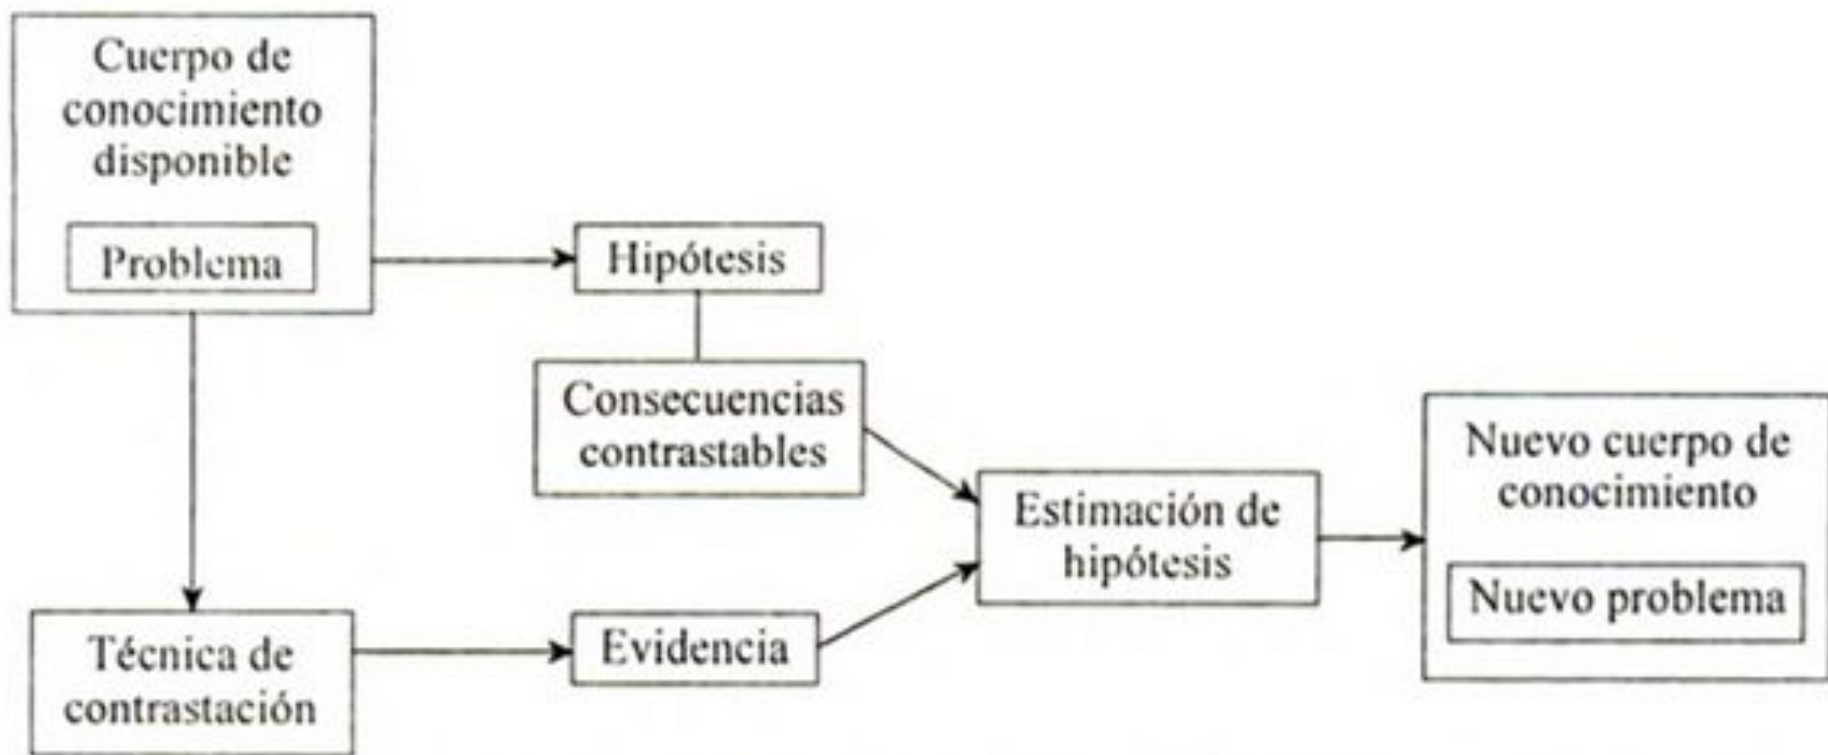 Cuerpo de
conocimiento
disponible
Problema
Hipótesis
Consecuencias
contrastables
Estimación de
hipótesis
Nuevo cuerpo de
conocimiento
Nuevo problema
Técnica de
contrastación
Evidencia